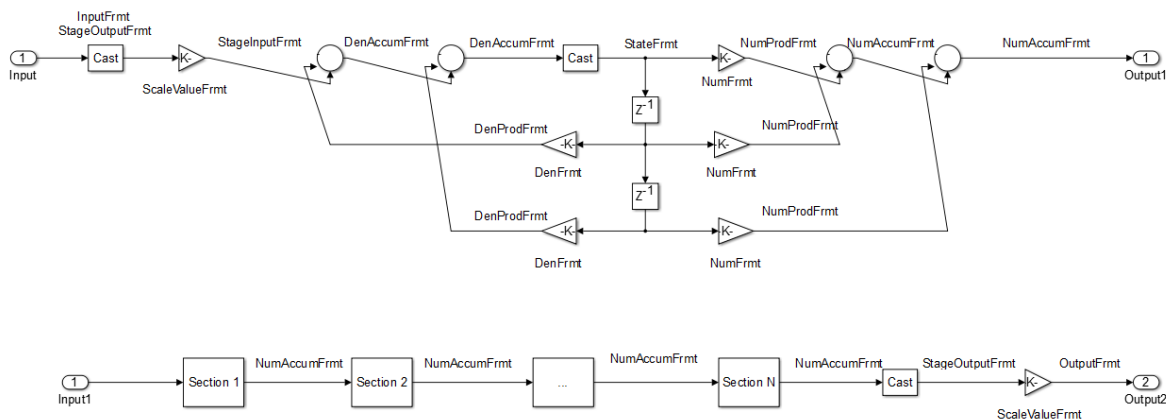 InputFrmt
StageOutputFrmt
StageInputFrmt
DenAccumFrmt
DenAccumFrmt
StateFrmt
NumProdFrmt
NumAccumFrmt
NumAccumFrmt
1
Cast
K-
Cast
K-
1
Input
ScaleValueFrmt
NumFrmt
Output1
Z-1
DenProdFrmt
NumProdFrmt
-K-
-K-
DenFrmt
NumFrmt
Z-1
DenProdFrmt
NumProdFrmt
-K-
-K-
DenFrmt
NumFrmt
NumAccumFrmt
NumAccumFrmt
NumAccumFrmt
NumAccumFrmt
StageOutputFrmt
OutputFrmt
1
Section 1
Section 2
...
Section N
Cast
K-
2
Input1
Output2
ScaleValueFrmt